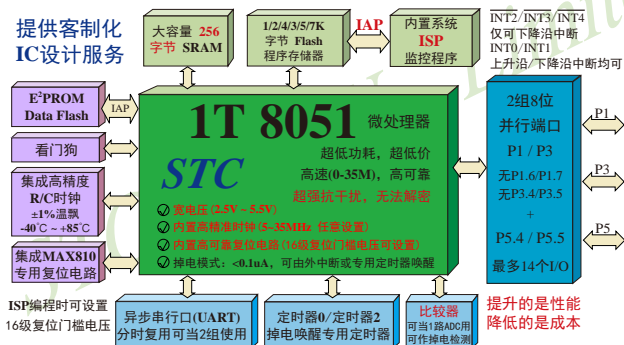 提供客制化
IC设计服务
大容量 256
字节 SRAM
1/2/4/3/5/7K
字节 Flash
程序存储器
IAP
内置系统
ISP
监控程序
INT2 / INT3 / INT4
仅可下降沿中断
INT0 / INT1
上升沿/下降沿中断均可
E²PROM
Data Flash
IAP
看门狗
集成高精度
R/C时钟
±1%温飘
-40℃ ~ +85℃
集成MAX810
专用复位电路
ISP编程时可设置
16级复位门槛电压
1T 8051 微处理器
STC
超低功耗，超低价
高速(0-35M)，高可靠
超强抗干扰，无法解密
宽电压 (2.5V ~ 5.5V)
内置高精准时钟 (5~35MHz 任意设置)
内置高可靠复位电路 (16级复位门槛电压可设置)
掉电模式：<0.1uA，可由外中断或专用定时器唤醒
2组8位
并行端口
P1 / P3
无P1.6/P1.7
无P3.4/P3.5
+
P5.4 / P5.5
最多14个I/O
P1
P3
P5
异步串行口(UART)
分时复用可当2组使用
定时器0/定时器2
掉电唤醒专用定时器
比较器
可当1路ADC用
可作掉电检测
提升的是性能
降低的是成本